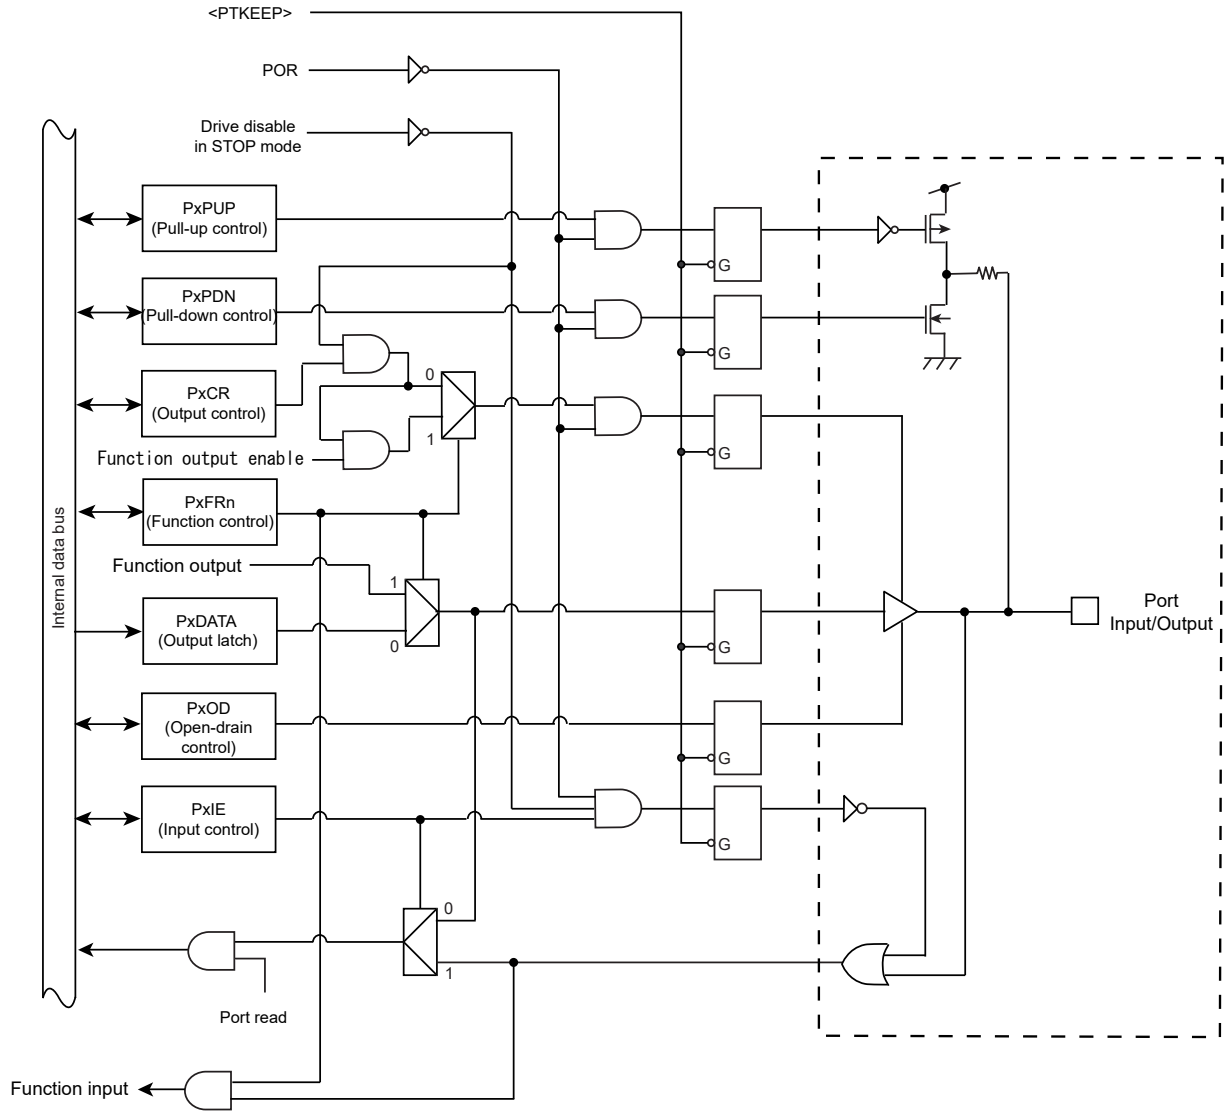 <PTKEEP>
POR
Drive disable
in STOP mode
PxPUP
(Pull-up control)
G
PxPDN
(Pull-down control)
G
PxCR
(Output control)
0
1
G
Function output enable
PxFRn
(Function control)
Internal data bus
Function output
1
0
PxDATA
(Output latch)
G
Port
Input/Output
PxOD
(Open-drain
control)
G
PxIE
(Input control)
G
0
1
Port read
Function input